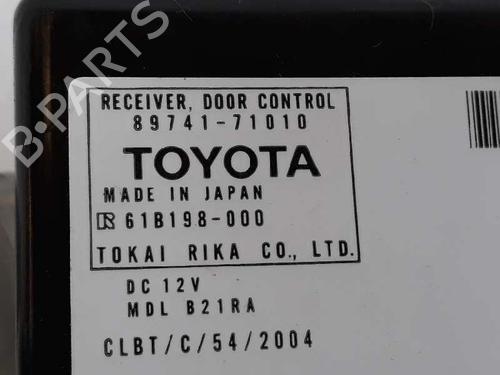 RECEIVER, DOOR CONTROL
89741-71010
TOYOTA
MADE IN JAPAN
R 61B198-000
TOKAI RIKA CO., LTD.
DC 12V
MDL B21RA
CLBT/C/54/2004
B-PARTS